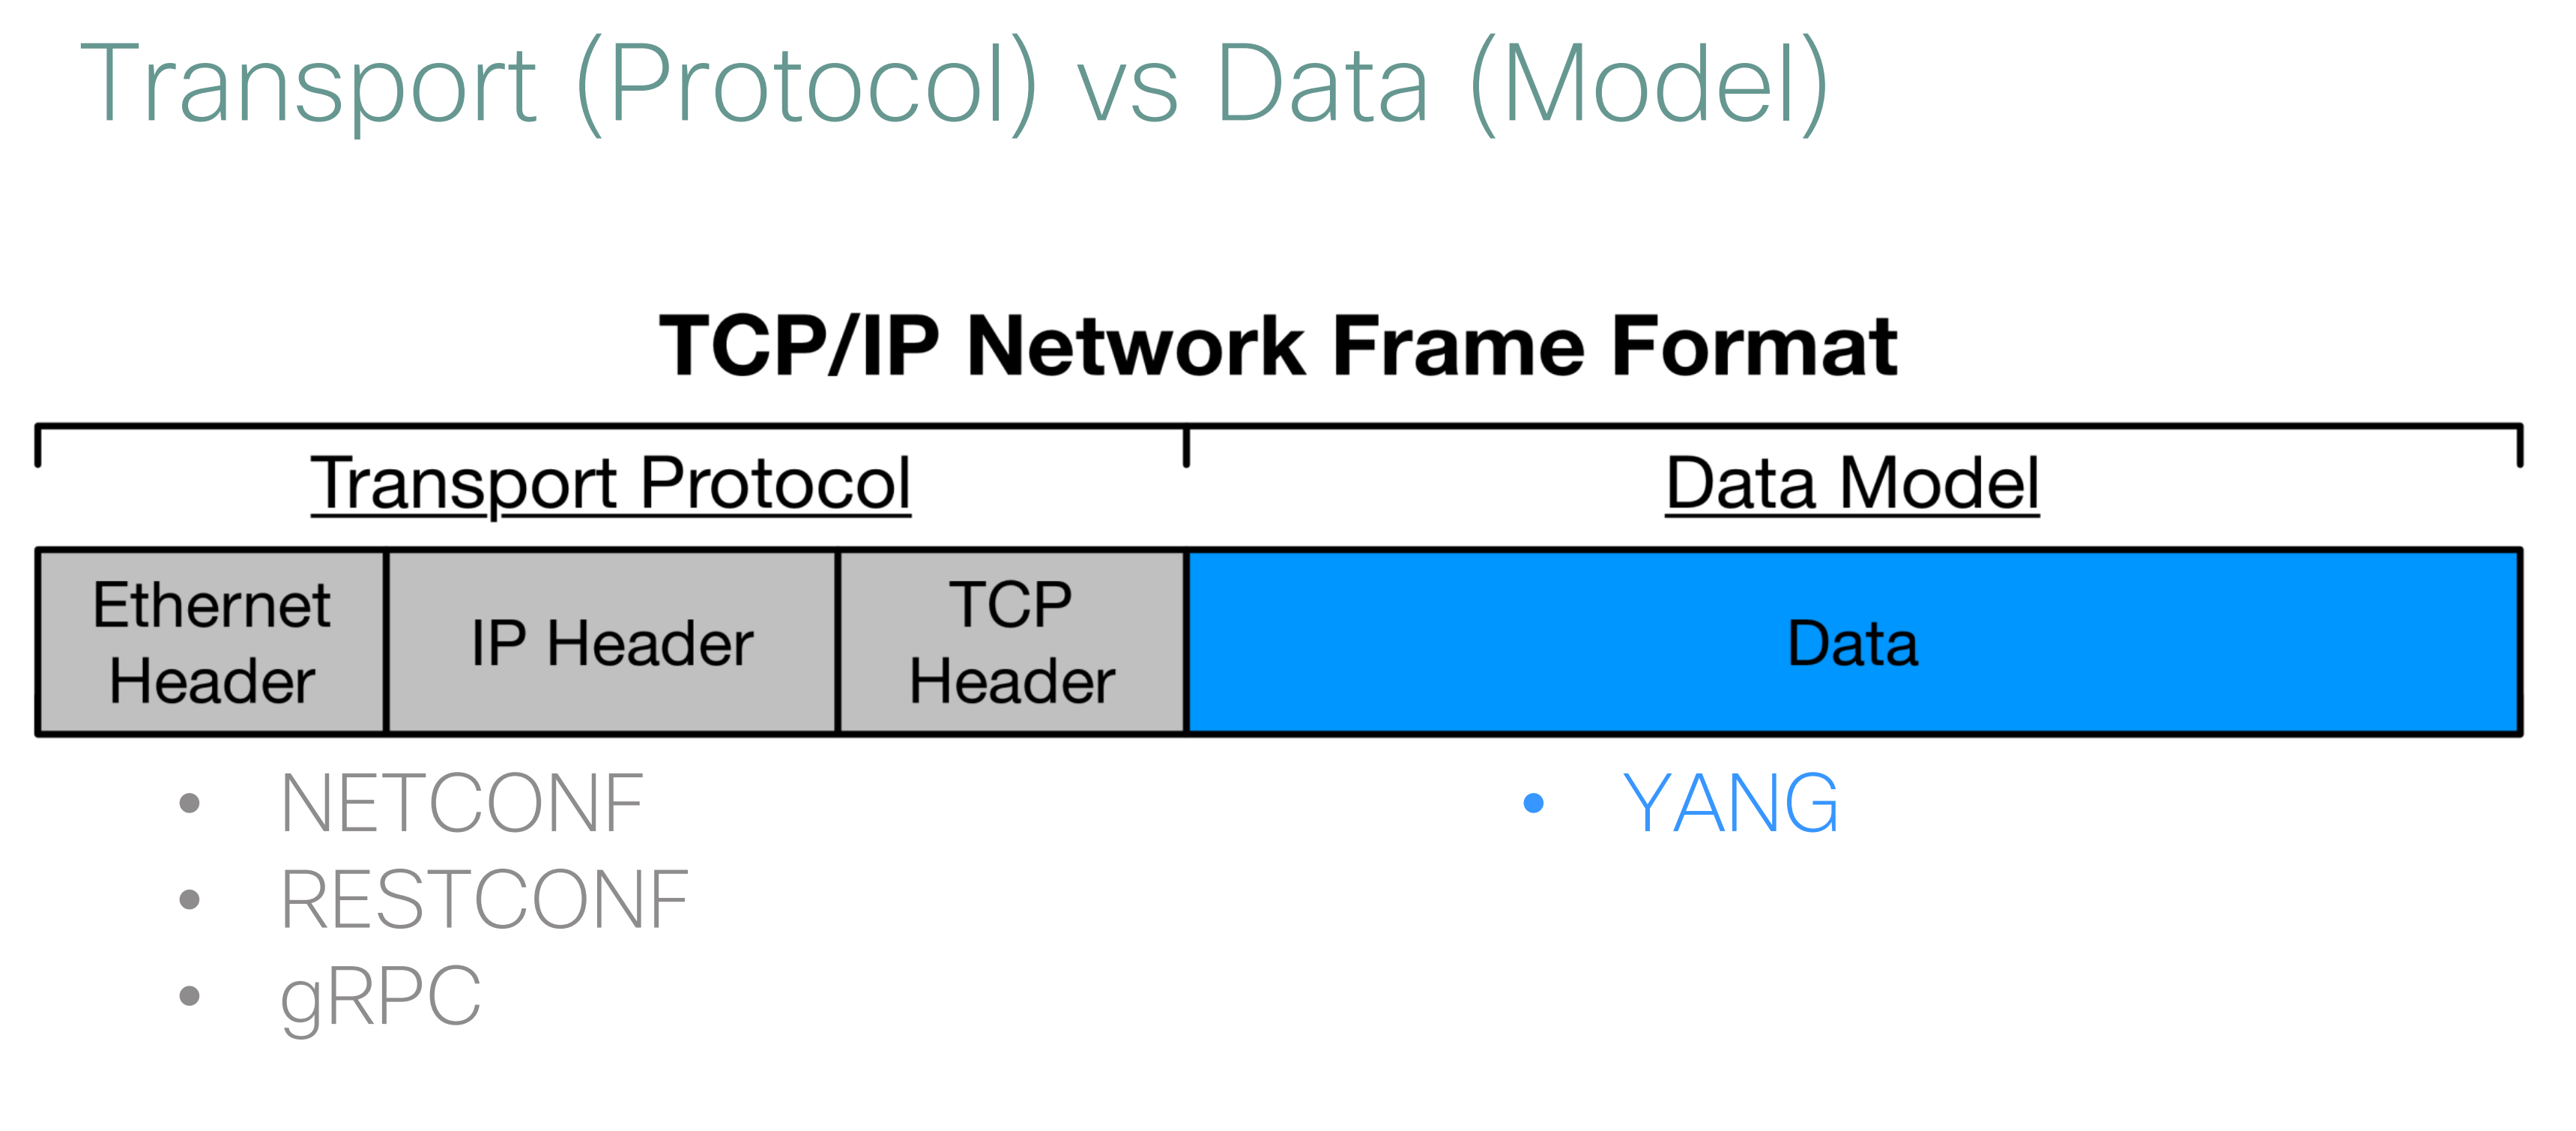 Transport (Protocol) vs Data (Model)
TCP/IP Network Frame Format
Transport Protocol
Data Model
Ethernet
Header
IP Header
TCP
Header
Data
• NETCONF
• RESTCONF
• gRPC
• YANG